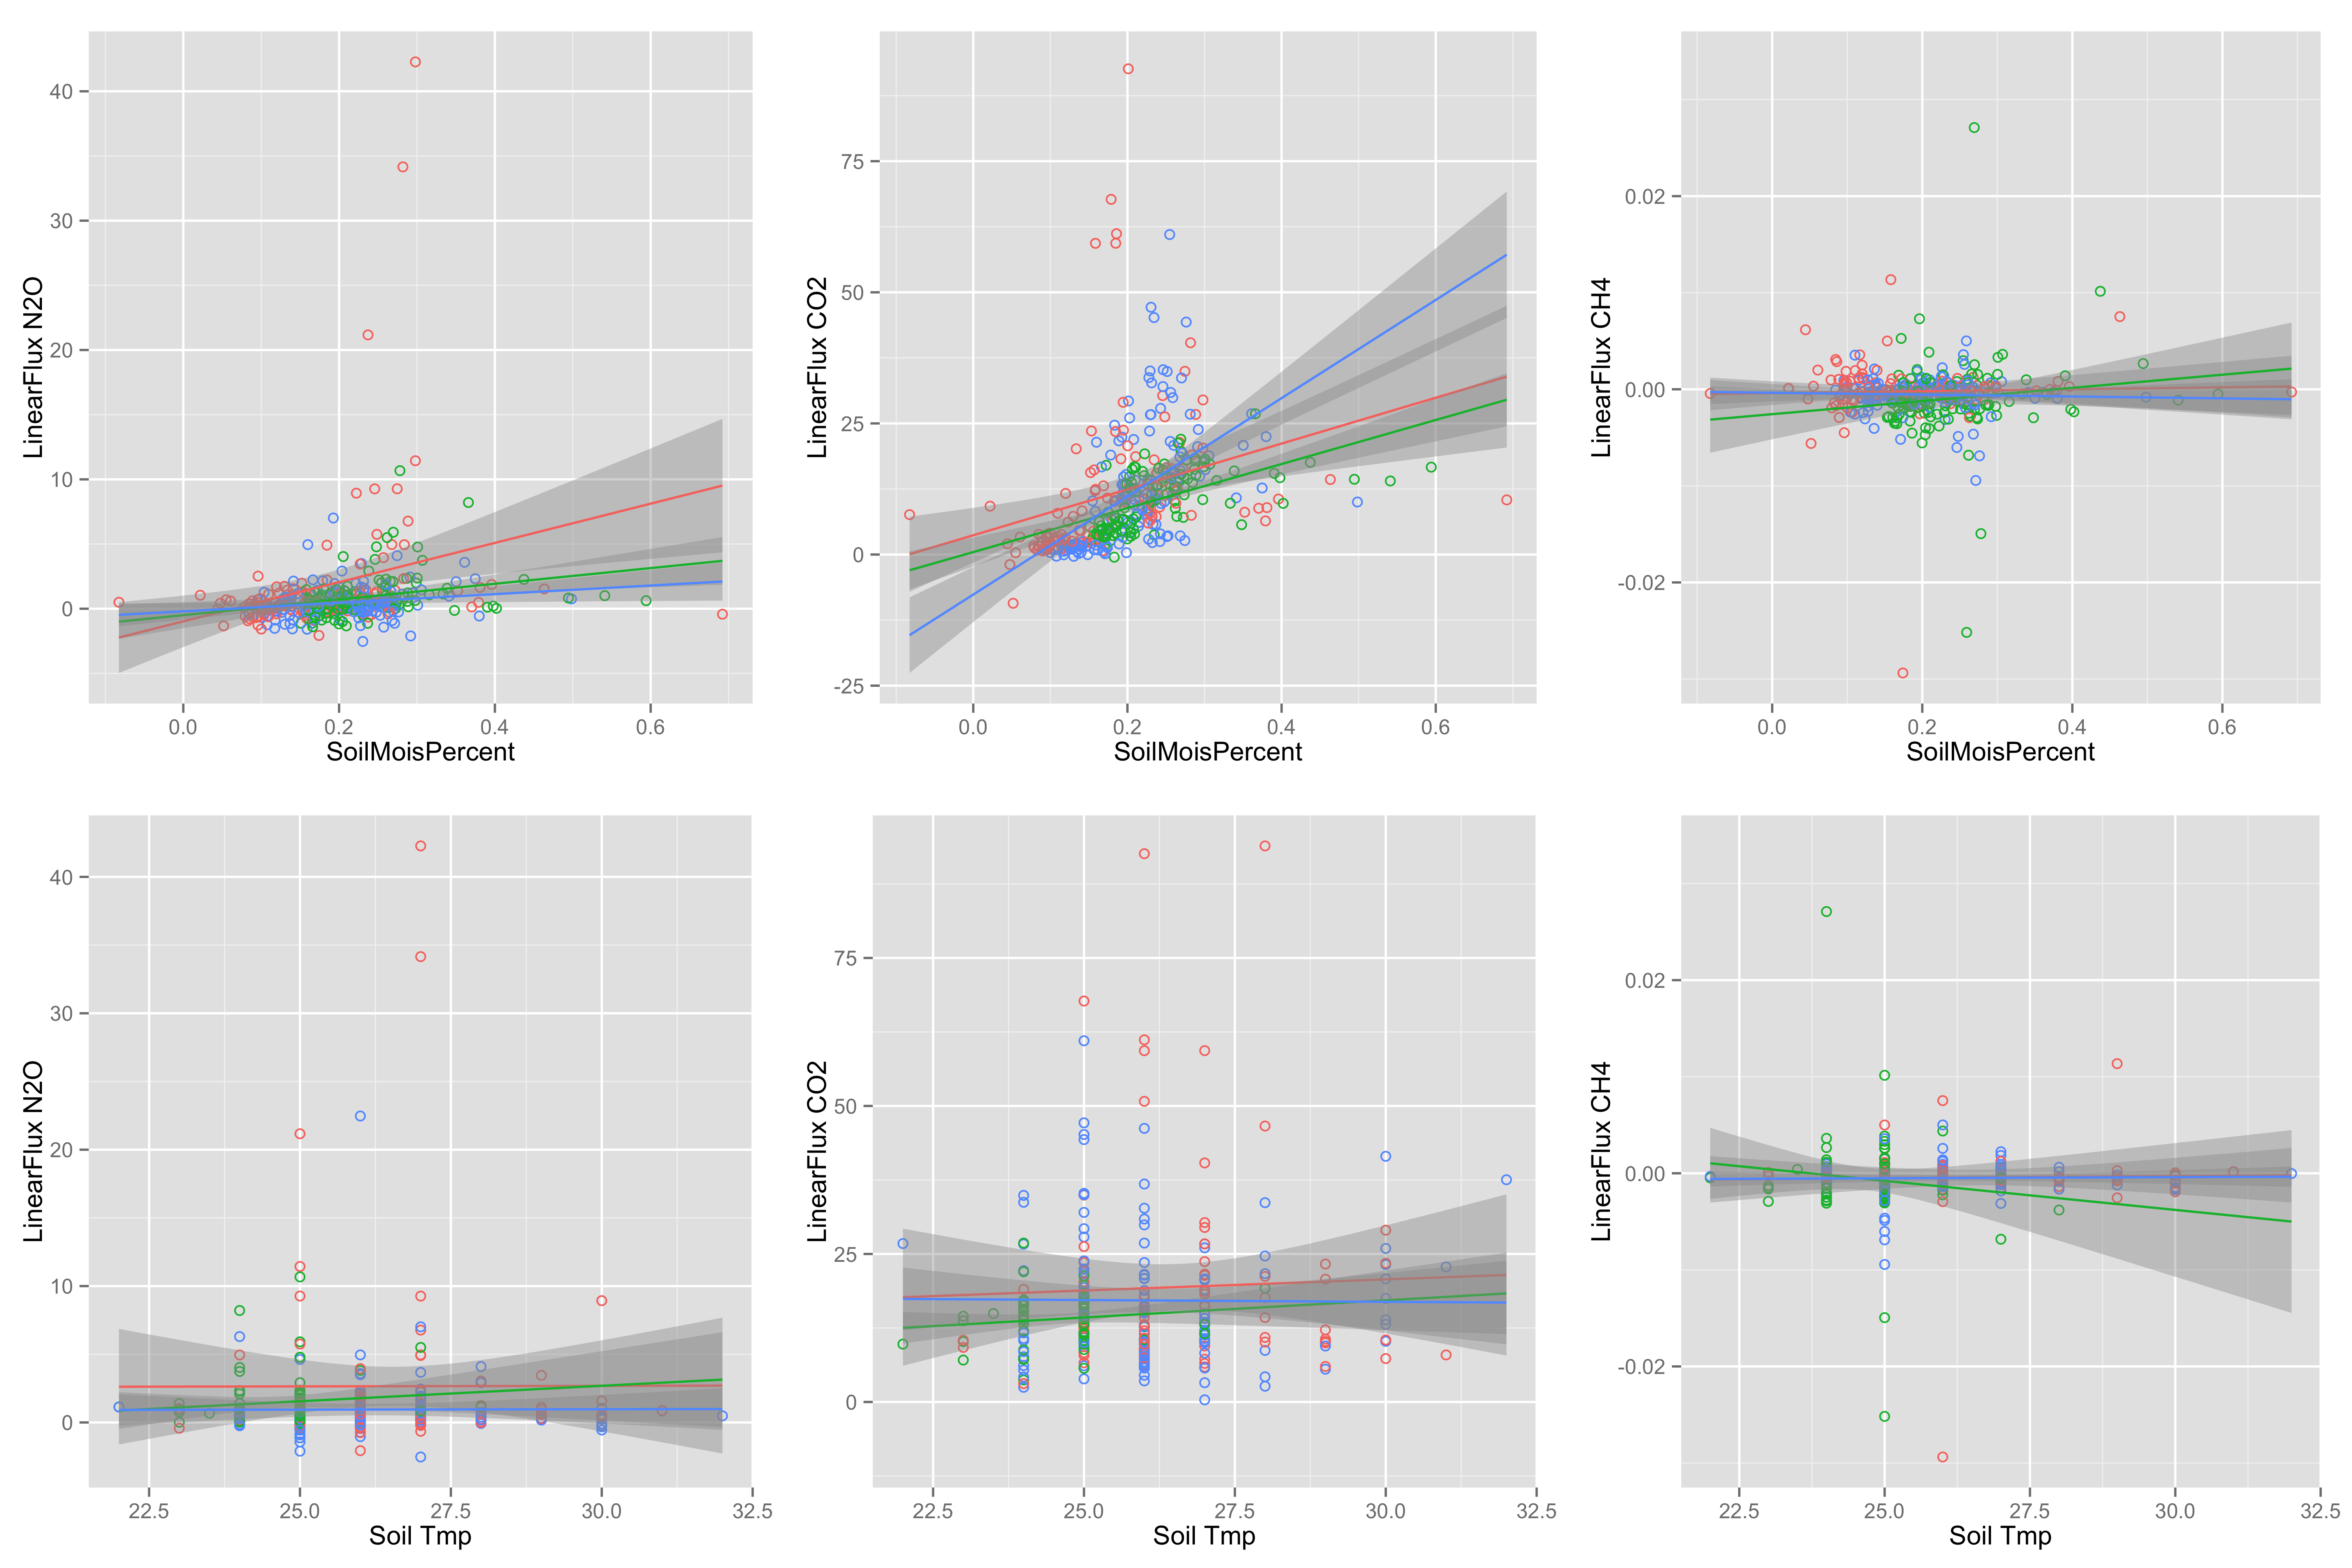 LinearFlux N2O
40
30
20
10
0
0.0 0.2 0.4 0.6
SoilMoisPercent
LinearFlux CO2
75
50
25
0
-25
0.0 0.2 0.4 0.6
SoilMoisPercent
LinearFlux CH4
0.02
0.00
-0.02
0.0 0.2 0.4 0.6
SoilMoisPercent
LinearFlux N2O
40
30
20
10
0
22.5 25.0 27.5 30.0 32.5
Soil Tmp
LinearFlux CO2
75
50
25
0
22.5 25.0 27.5 30.0 32.5
Soil Tmp
LinearFlux CH4
0.02
0.00
-0.02
22.5 25.0 27.5 30.0 32.5
Soil Tmp